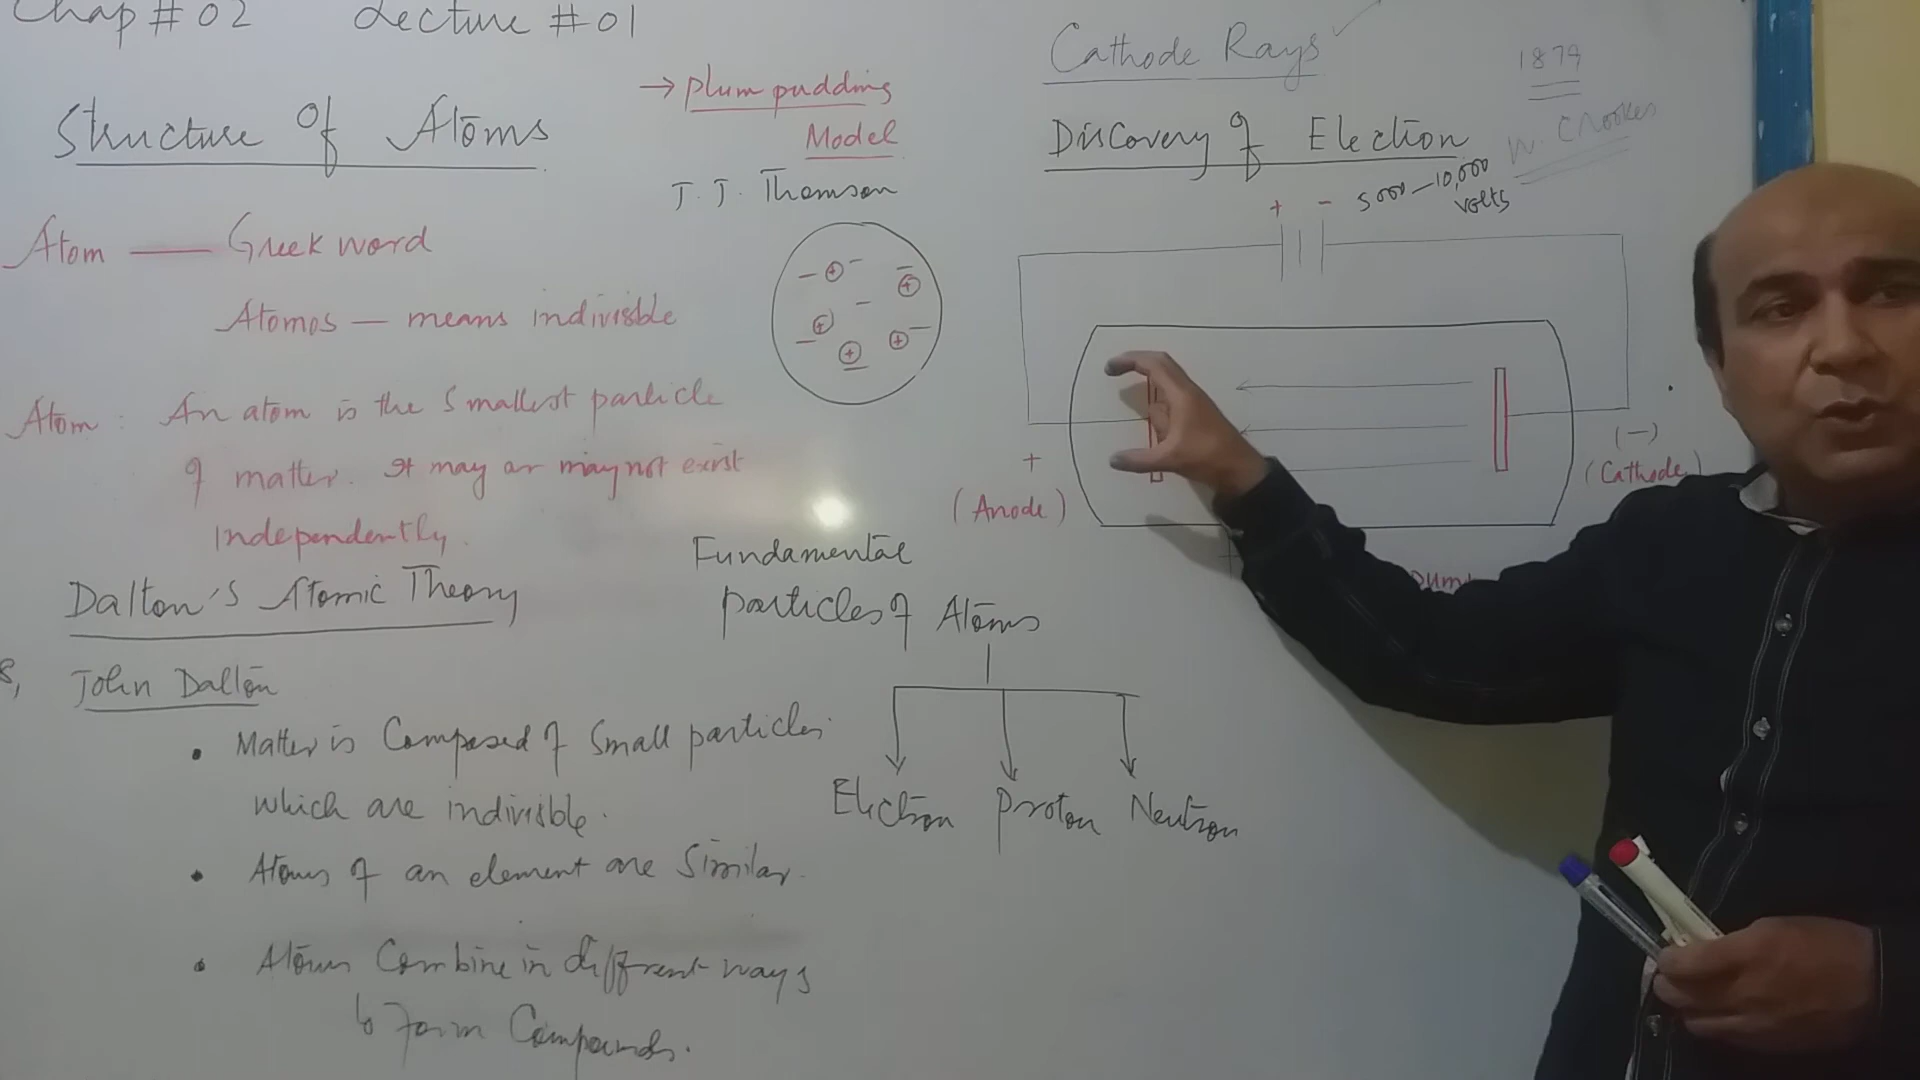 Chap # 02 Lecture # 01
Structure Of Atoms
Atom — Greek word
Atomos — means indivisible
Atom : An atom is the smallest particle
of matter. It may or may not exist
independently.
Dalton's Atomic Theory
John Dalton
• Matter is Composed of Small particles
which are indivisible.
• Atoms of an element are Similar.
• Atoms Combine in different ways
to form Compounds.
→ Plum pudding
Model
J. J. Thomson
− + − − +
+ − −
+ + −
Fundamental
particles of Atoms
Electron Proton Neutron
Cathode Rays ✓
1879
Discovery of Electron
W. Crookes
+ − 5000 – 10,000
volts
+
(Anode)
(−)
(Cathode)